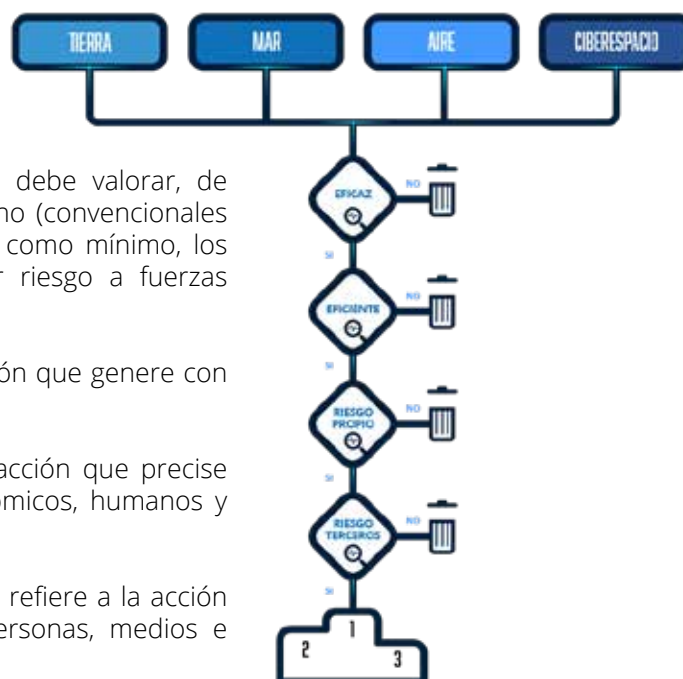 TIERRA
MAR
AIRE
CIBERESPACIO
debe valorar, de
no (convencionales
como mínimo, los
riesgo a fuerzas
ón que genere con
acción que precise
ómicos, humanos y
refiere a la acción
ersonas, medios e
EFICAZ
NO
SI
EFICIENTE
NO
SI
RIESGO
PROPIO
NO
SI
RIESGO
TERCEROS
NO
SI
1
2
3